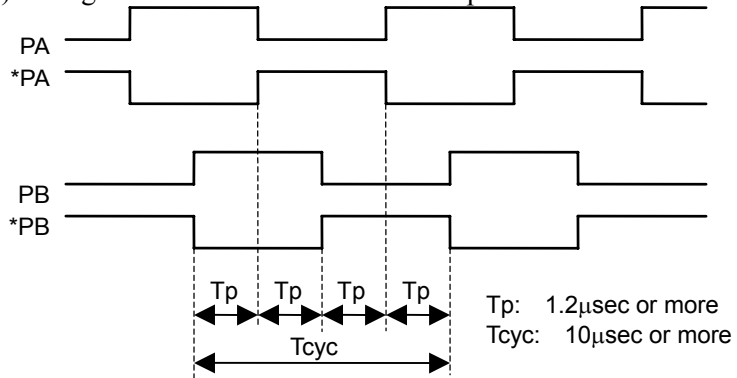 PA
*PA
PB
*PB
Tp Tp Tp Tp
Tcyc
Tp: 1.2μsec or more
Tcyc: 10μsec or more